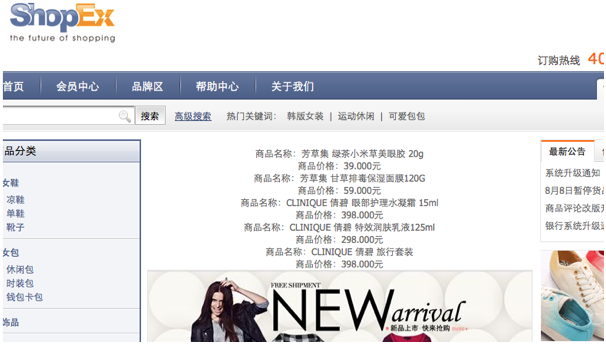 ShopEx
the future of shopping
订购热线 40
首页 会员中心 品牌区 帮助中心 关于我们
搜索 高级搜索 热门关键词： 韩版女装 | 运动休闲 | 可爱包包
品分类
女鞋
凉鞋
单鞋
靴子
女包
休闲包
时装包
钱包卡包
饰品
商品名称：芳草集 绿茶小米草美眼胶 20g
商品价格：39.000元
商品名称：芳草集 甘草排毒保湿面膜120G
商品价格：59.000元
商品名称：CLINIQUE 倩碧 眼部护理水凝霜 15ml
商品价格：398.000元
商品名称：CLINIQUE 倩碧 特效润肤乳液125ml
商品价格：298.000元
商品名称：CLINIQUE 倩碧 旅行套装
商品价格：398.000元
FREE SHIPMENT
NEWarrival
新品上市 快来抢购 more
最新公告
系统升级通知
8月8日暂停货
商品评论改版
银行系统升级